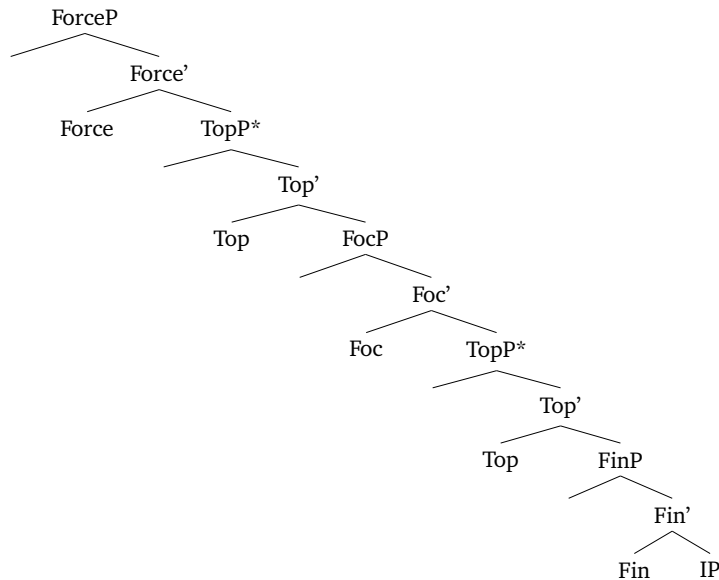 ForceP
Force’
Force TopP*
Top’
Top FocP
Foc’
Foc TopP*
Top’
Top FinP
Fin’
Fin IP